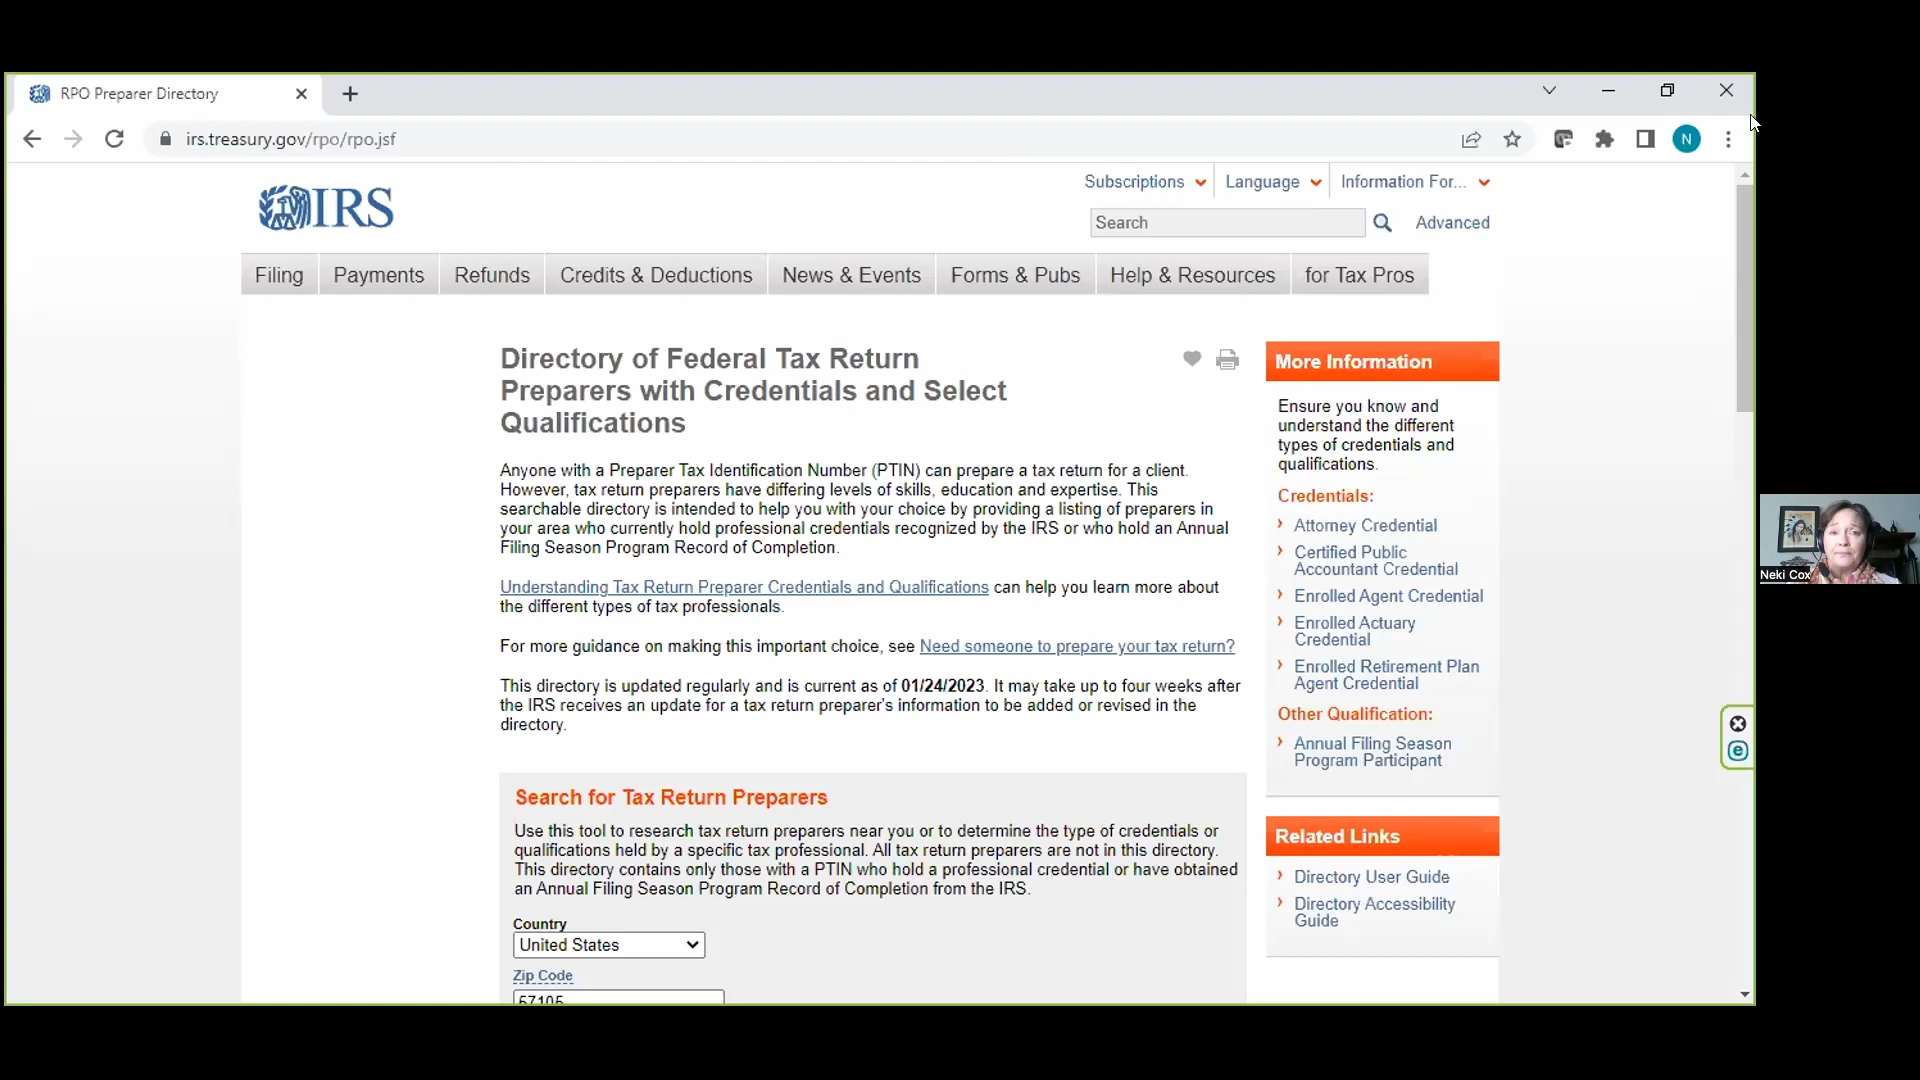 RPO Preparer Directory
irs.treasury.gov/rpo/rpo.jsf
N
IRS
Subscriptions
Language
Information For...
Search
Advanced
Filing
Payments
Refunds
Credits & Deductions
News & Events
Forms & Pubs
Help & Resources
for Tax Pros
Directory of Federal Tax Return
Preparers with Credentials and Select
Qualifications
Anyone with a Preparer Tax Identification Number (PTIN) can prepare a tax return for a client.
However, tax return preparers have differing levels of skills, education and expertise. This
searchable directory is intended to help you with your choice by providing a listing of preparers in
your area who currently hold professional credentials recognized by the IRS or who hold an Annual
Filing Season Program Record of Completion.
Understanding Tax Return Preparer Credentials and Qualifications can help you learn more about
the different types of tax professionals.
For more guidance on making this important choice, see Need someone to prepare your tax return?
This directory is updated regularly and is current as of 01/24/2023. It may take up to four weeks after
the IRS receives an update for a tax return preparer's information to be added or revised in the
directory.
Search for Tax Return Preparers
Use this tool to research tax return preparers near you or to determine the type of credentials or
qualifications held by a specific tax professional. All tax return preparers are not in this directory.
This directory contains only those with a PTIN who hold a professional credential or have obtained
an Annual Filing Season Program Record of Completion from the IRS.
Country
United States
Zip Code
57105
More Information
Ensure you know and
understand the different
types of credentials and
qualifications.
Credentials:
Attorney Credential
Certified Public
Accountant Credential
Enrolled Agent Credential
Enrolled Actuary
Credential
Enrolled Retirement Plan
Agent Credential
Other Qualification:
Annual Filing Season
Program Participant
Related Links
Directory User Guide
Directory Accessibility
Guide
Neki Cox